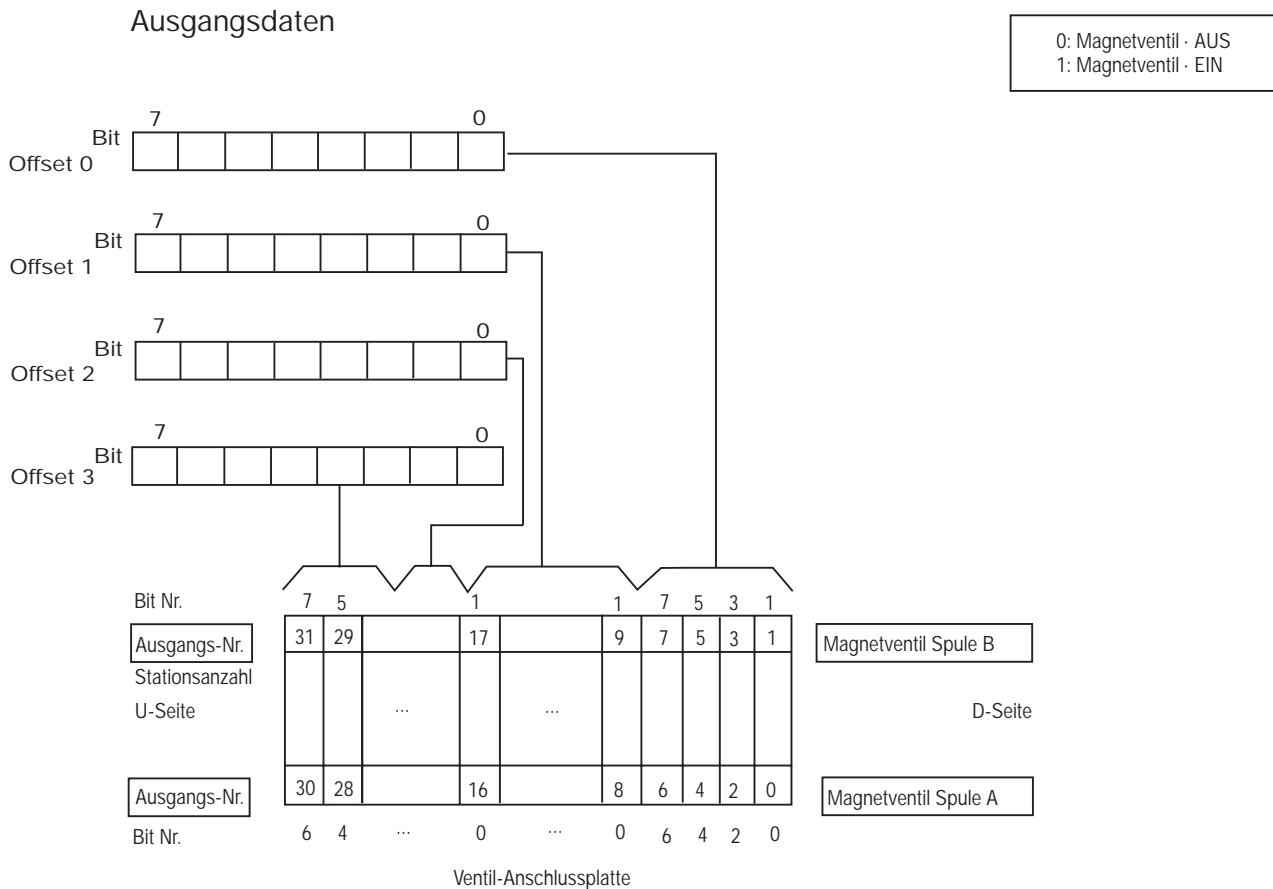 Ausgangsdaten
0: Magnetventil · AUS
1: Magnetventil · EIN
7 0
Bit
Offset 0
7 0
Bit
Offset 1
7 0
Bit
Offset 2
7 0
Bit
Offset 3
Bit Nr. 7 5 1 1 7 5 3 1
Ausgangs-Nr. 31 29 17 9 7 5 3 1 Magnetventil Spule B
Stationsanzahl
U-Seite ... ... D-Seite
Ausgangs-Nr. 30 28 16 8 6 4 2 0 Magnetventil Spule A
Bit Nr. 6 4 ... 0 ... 0 6 4 2 0
Ventil-Anschlussplatte